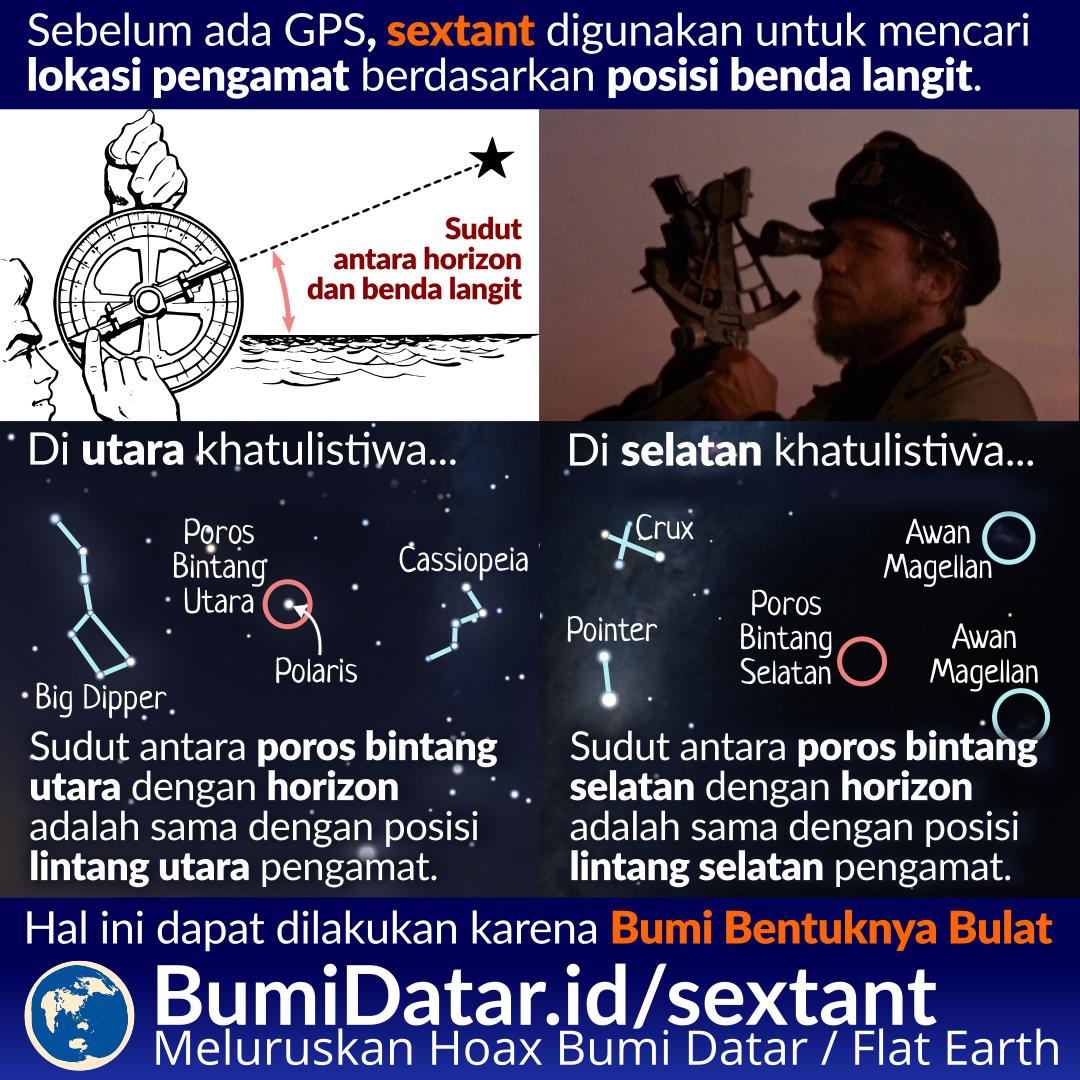 Sebelum ada GPS, sextant digunakan untuk mencari
lokasi pengamat berdasarkan posisi benda langit.
Sudut
antara horizon
dan benda langit
Di utara khatulistiwa...
Big Dipper
Poros
Bintang
Utara
Polaris
Cassiopeia
Sudut antara poros bintang
utara dengan horizon
adalah sama dengan posisi
lintang utara pengamat.
Di selatan khatulistiwa...
Crux
Pointer
Awan
Magellan
Poros
Bintang
Selatan
Awan
Magellan
Sudut antara poros bintang
selatan dengan horizon
adalah sama dengan posisi
lintang selatan pengamat.
Hal ini dapat dilakukan karena Bumi Bentuknya Bulat
BumiDatar.id/sextant
Meluruskan Hoax Bumi Datar / Flat Earth